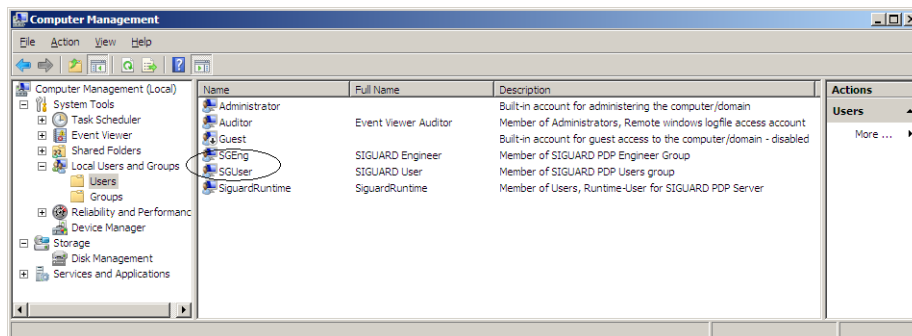 Computer Management
File Action View Help
Computer Management (Local)
System Tools
Task Scheduler
Event Viewer
Shared Folders
Local Users and Groups
Users
Groups
Reliability and Performanc
Device Manager
Storage
Disk Management
Services and Applications
Name Full Name Description
Administrator Built-in account for administering the computer/domain
Auditor Event Viewer Auditor Member of Administrators, Remote windows logfile access account
Guest Built-in account for guest access to the computer/domain - disabled
SGEng SIGUARD Engineer Member of SIGUARD PDP Engineer Group
SGUser SIGUARD User Member of SIGUARD PDP Users group
SiguardRuntime SiguardRuntime Member of Users, Runtime-User for SIGUARD PDP Server
Actions
Users
More ...